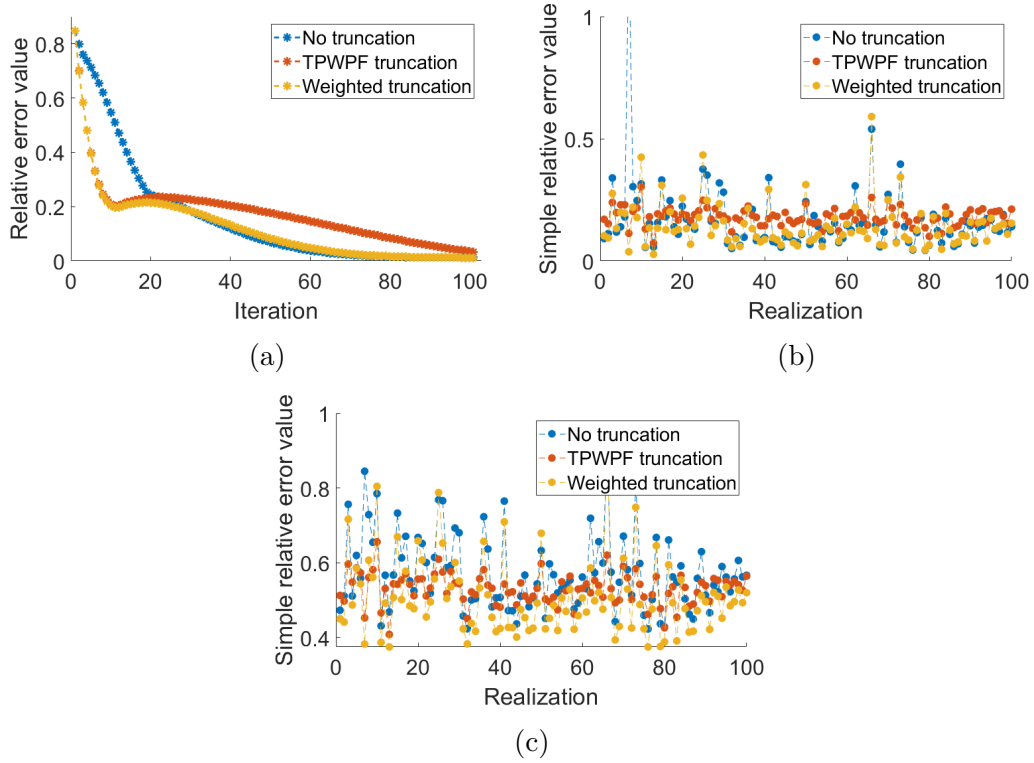 Relative error value
0.8
0.6
0.4
0.2
0
0 20 40 60 80 100
Iteration
No truncation
TPWPF truncation
Weighted truncation
(a)
Simple relative error value
1
0.5
0
0 20 40 60 80 100
Realization
No truncation
TPWPF truncation
Weighted truncation
(b)
Simple relative error value
1
0.8
0.6
0.4
0 20 40 60 80 100
Realization
No truncation
TPWPF truncation
Weighted truncation
(c)